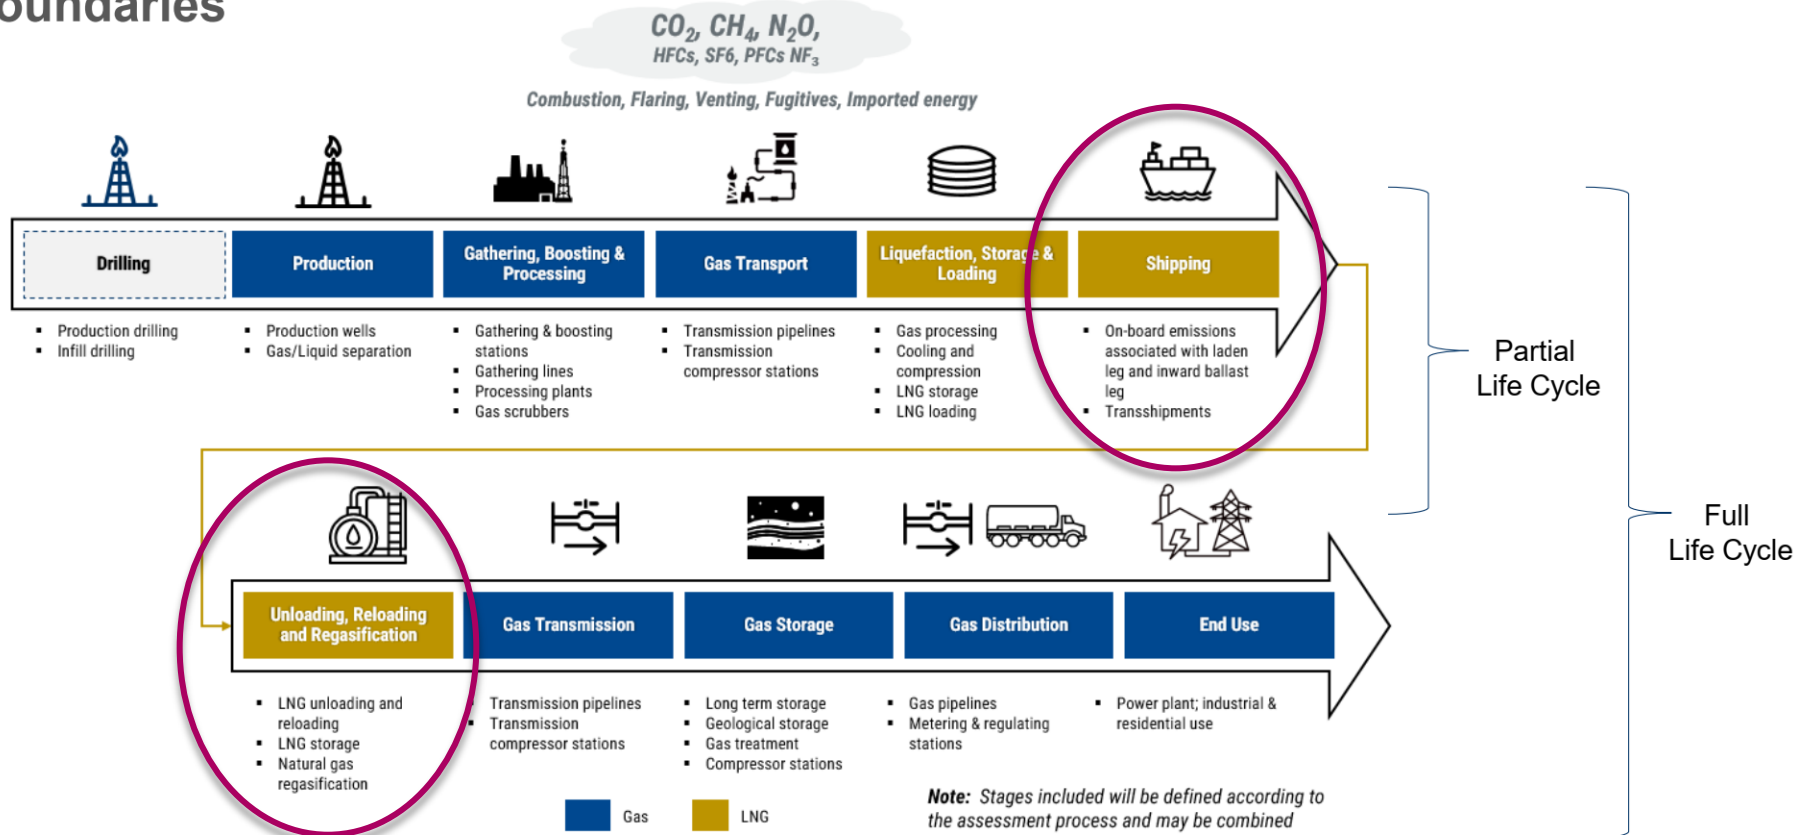 oundaries
CO2, CH4, N2O,
HFCs, SF6, PFCs NF3
Combustion, Flaring, Venting, Fugitives, Imported energy
Drilling
Production
Gathering, Boosting &
Processing
Gas Transport
Liquefaction, Storage &
Loading
Shipping
▪ Production drilling
▪ Infill drilling
▪ Production wells
▪ Gas/Liquid separation
▪ Gathering & boosting
stations
▪ Gathering lines
▪ Processing plants
▪ Gas scrubbers
▪ Transmission pipelines
▪ Transmission
compressor stations
▪ Gas processing
▪ Cooling and
compression
▪ LNG storage
▪ LNG loading
▪ On-board emissions
associated with laden
leg and inward ballast
leg
▪ Transshipments
Partial
Life Cycle
Full
Life Cycle
Unloading, Reloading
and Regasification
Gas Transmission
Gas Storage
Gas Distribution
End Use
▪ LNG unloading and
reloading
▪ LNG storage
▪ Natural gas
regasification
▪ Transmission pipelines
▪ Transmission
compressor stations
▪ Long term storage
▪ Geological storage
▪ Gas treatment
▪ Compressor stations
▪ Gas pipelines
▪ Metering & regulating
stations
▪ Power plant; industrial &
residential use
Gas
LNG
Note: Stages included will be defined according to
the assessment process and may be combined